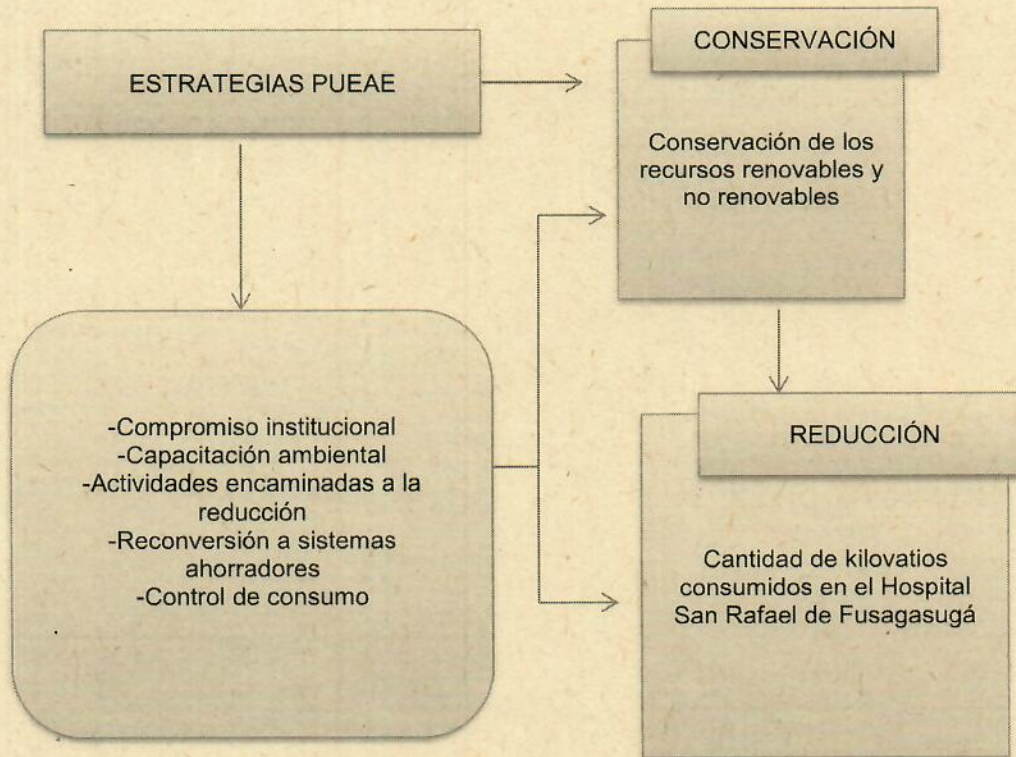 ESTRATEGIAS PUEAE
CONSERVACIÓN
Conservación de los
recursos renovables y
no renovables
-Compromiso institucional
-Capacitación ambiental
-Actividades encaminadas a la
reducción
-Reconversión a sistemas
ahorradores
-Control de consumo
REDUCCIÓN
Cantidad de kilovatios
consumidos en el Hospital
San Rafael de Fusagasugá